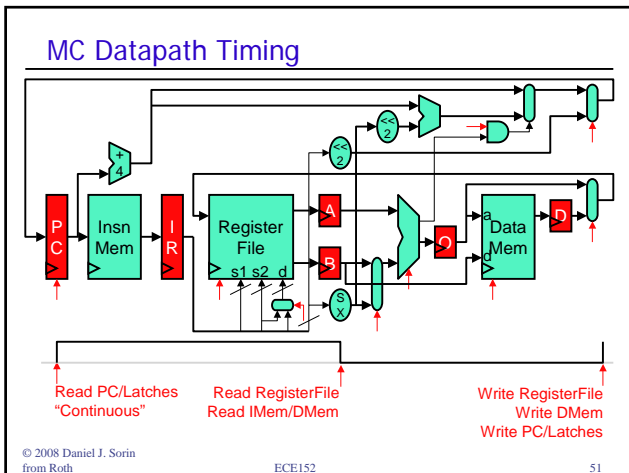 MC Datapath Timing
+
4
<<
2
<<
2
P
C
Insn
Mem
I
R
Register
File
s1 s2 d
A
B
S
X
O
a
d
Data
Mem
D
Read PC/Latches
"Continuous"
Read RegisterFile
Read IMem/DMem
Write RegisterFile
Write DMem
Write PC/Latches
© 2008 Daniel J. Sorin
from Roth
ECE152
51